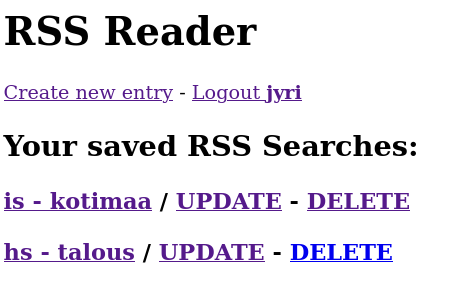 RSS Reader
Create new entry - Logout jyri
Your saved RSS Searches:
is - kotimaa / UPDATE - DELETE
hs - talous / UPDATE - DELETE